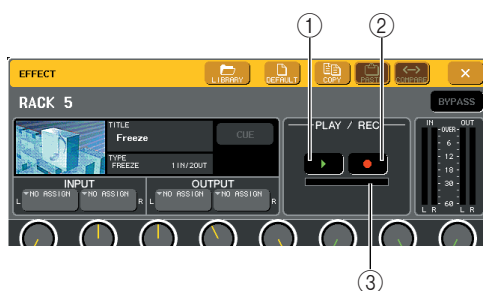 ① ②
EFFECT LIBRARY DEFAULT COPY PASTE COMPARE ×
RACK 5 BYPASS
TITLE
Freeze
CUE
TYPE
FREEZE 1IN/2OUT
PLAY / REC
IN OUT
OVER
6
12
18
30
60
L R L R
INPUT OUTPUT
L NO ASSIGN NO ASSIGN R L NO ASSIGN NO ASSIGN R
③